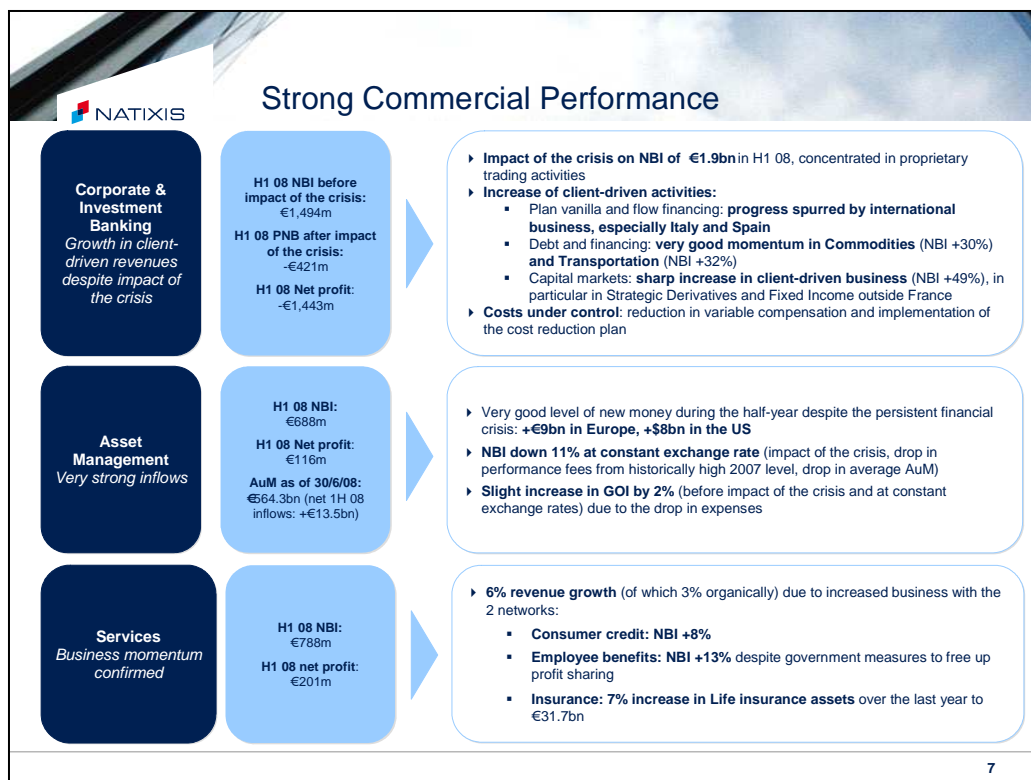 NATIXIS
Strong Commercial Performance
Corporate &
Investment
Banking
Growth in client-
driven revenues
despite impact of
the crisis
H1 08 NBI before
impact of the crisis:
€1,494m
H1 08 PNB after impact
of the crisis:
-€421m
H1 08 Net profit:
-€1,443m
Impact of the crisis on NBI of €1.9bn in H1 08, concentrated in proprietary
trading activities
Increase of client-driven activities:
Plan vanilla and flow financing: progress spurred by international
business, especially Italy and Spain
Debt and financing: very good momentum in Commodities (NBI +30%)
and Transportation (NBI +32%)
Capital markets: sharp increase in client-driven business (NBI +49%), in
particular in Strategic Derivatives and Fixed Income outside France
Costs under control: reduction in variable compensation and implementation of
the cost reduction plan
Asset
Management
Very strong inflows
H1 08 NBI:
€688m
H1 08 Net profit:
€116m
AuM as of 30/6/08:
€564.3bn (net 1H 08
inflows: +€13.5bn)
Very good level of new money during the half-year despite the persistent financial
crisis: +€9bn in Europe, +$8bn in the US
NBI down 11% at constant exchange rate (impact of the crisis, drop in
performance fees from historically high 2007 level, drop in average AuM)
Slight increase in GOI by 2% (before impact of the crisis and at constant
exchange rates) due to the drop in expenses
Services
Business momentum
confirmed
H1 08 NBI:
€788m
H1 08 net profit:
€201m
6% revenue growth (of which 3% organically) due to increased business with the
2 networks:
Consumer credit: NBI +8%
Employee benefits: NBI +13% despite government measures to free up
profit sharing
Insurance: 7% increase in Life insurance assets over the last year to
€31.7bn
7